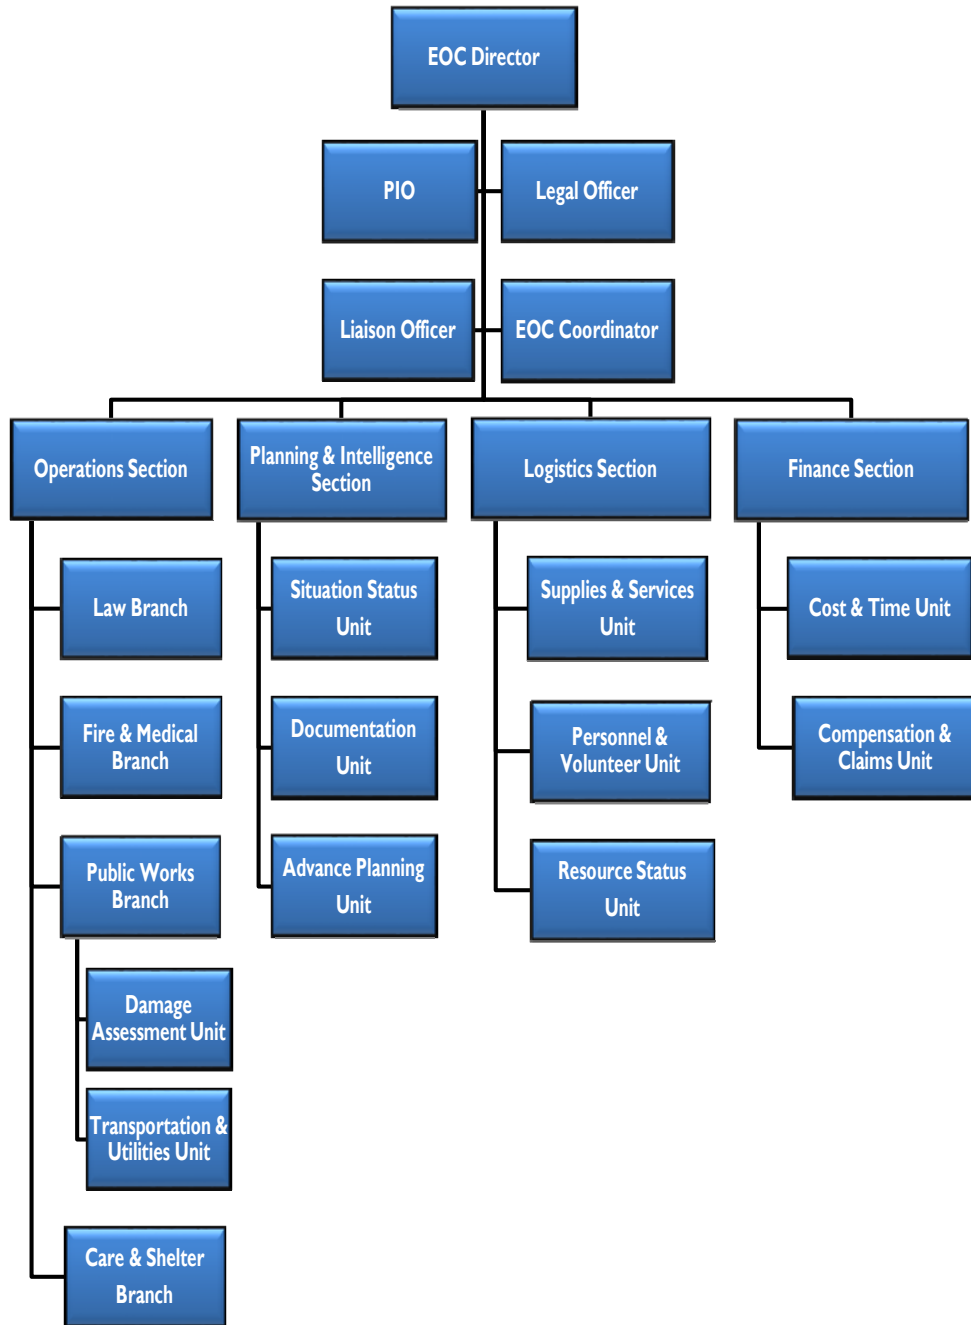 EOC Director
PIO
Legal Officer
Liaison Officer
EOC Coordinator
Operations Section
Planning & Intelligence
Section
Logistics Section
Finance Section
Law Branch
Situation Status
Unit
Supplies & Services
Unit
Cost & Time Unit
Fire & Medical
Branch
Documentation
Unit
Personnel &
Volunteer Unit
Compensation &
Claims Unit
Public Works
Branch
Advance Planning
Unit
Resource Status
Unit
Damage
Assessment Unit
Transportation &
Utilities Unit
Care & Shelter
Branch